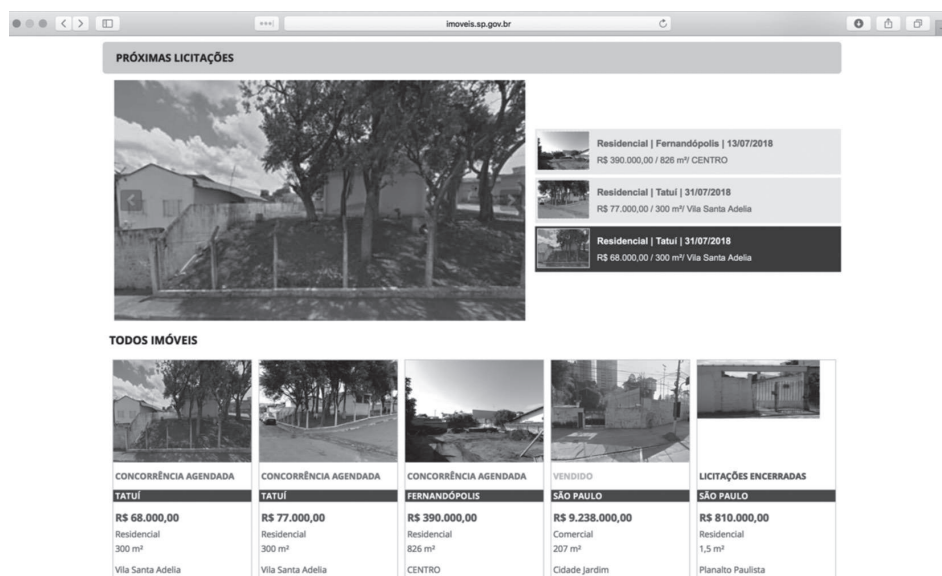 imoveis.sp.gov.br
PRÓXIMAS LICITAÇÕES
Residencial | Fernandópolis | 13/07/2018
R$ 390.000,00 / 826 m²/ CENTRO
Residencial | Tatuí | 31/07/2018
R$ 77.000,00 / 300 m²/ Vila Santa Adelia
Residencial | Tatuí | 31/07/2018
R$ 68.000,00 / 300 m²/ Vila Santa Adelia
TODOS IMÓVEIS
CONCORRÊNCIA AGENDADA
TATUÍ
R$ 68.000,00
Residencial
300 m²
Vila Santa Adelia
CONCORRÊNCIA AGENDADA
TATUÍ
R$ 77.000,00
Residencial
300 m²
Vila Santa Adelia
CONCORRÊNCIA AGENDADA
FERNANDÓPOLIS
R$ 390.000,00
Residencial
826 m²
CENTRO
VENDIDO
SÃO PAULO
R$ 9.238.000,00
Comercial
207 m²
Cidade Jardim
LICITAÇÕES ENCERRADAS
SÃO PAULO
R$ 810.000,00
Residencial
1,5 m²
Planalto Paulista